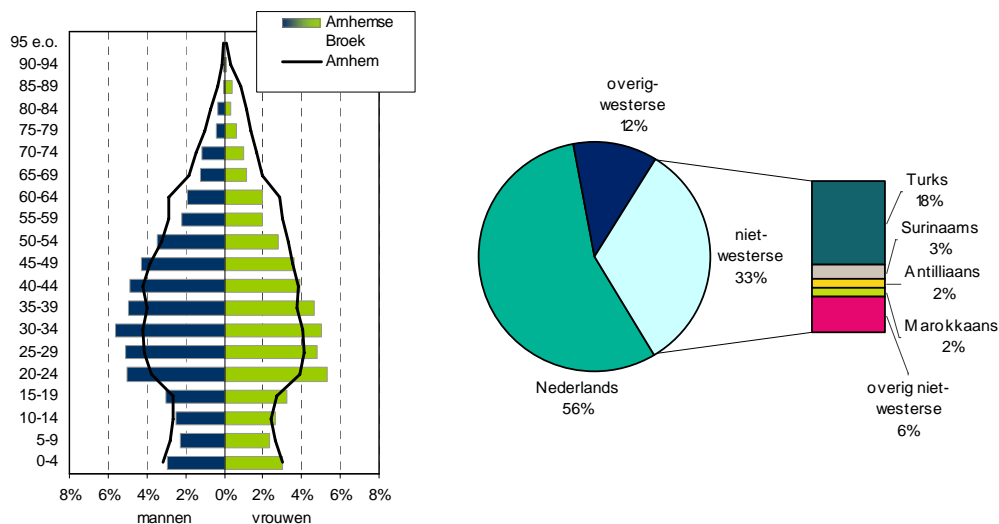 Arnhemse
Broek
Arnhem
95 e.o.
90-94
85-89
80-84
75-79
70-74
65-69
60-64
55-59
50-54
45-49
40-44
35-39
30-34
25-29
20-24
15-19
10-14
5-9
0-4
8% 6% 4% 2% 0% 2% 4% 6% 8%
mannen vrouwen
overig-
westerse
12%
niet-
westerse
33%
Nederlands
56%
Turks
18%
Surinaams
3%
Antilliaans
2%
Marokkaans
2%
overig niet-
westerse
6%